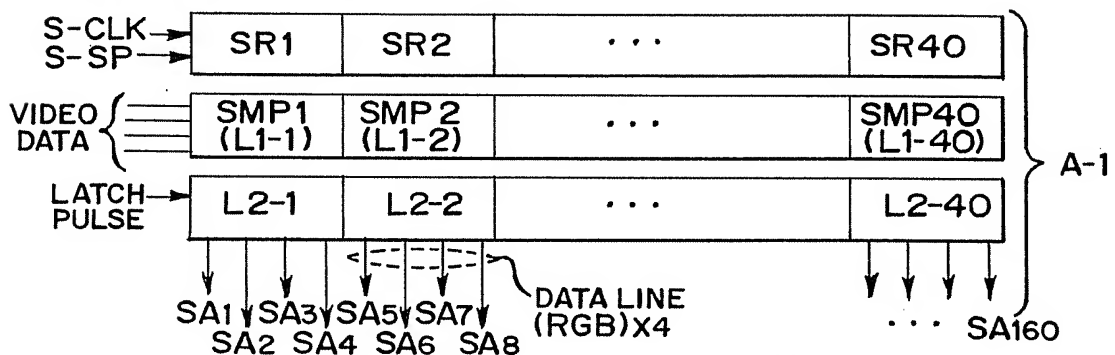 S-CLK
S-SP
SR1 SR2 ... SR40
VIDEO
DATA
SMP1 SMP2 ... SMP40
(L1-1) (L1-2) (L1-40)
A-1
LATCH
PULSE
L2-1 L2-2 ... L2-40
DATA LINE
(RGB)X4
SA1 SA3 SA5 SA7
SA2 SA4 SA6 SA8
... SA160